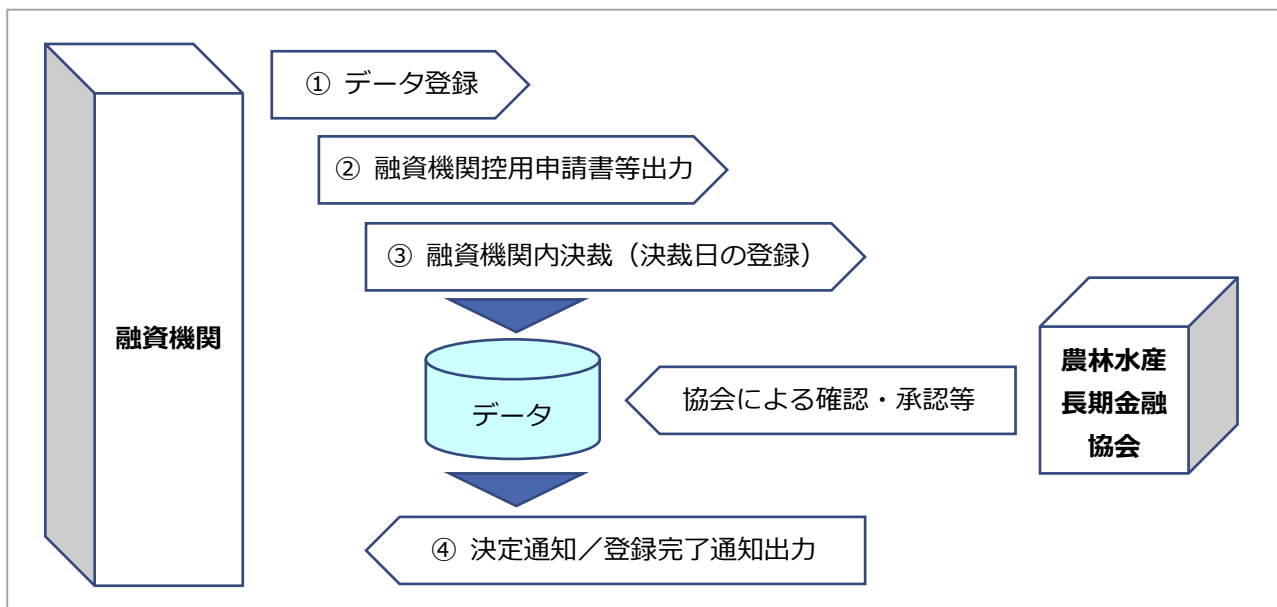 ① データ登録
② 融資機関控用申請書等出力
③ 融資機関内決裁（決裁日の登録）
融資機関
データ
協会による確認・承認等
農林水産
長期金融
協会
④ 決定通知／登録完了通知出力